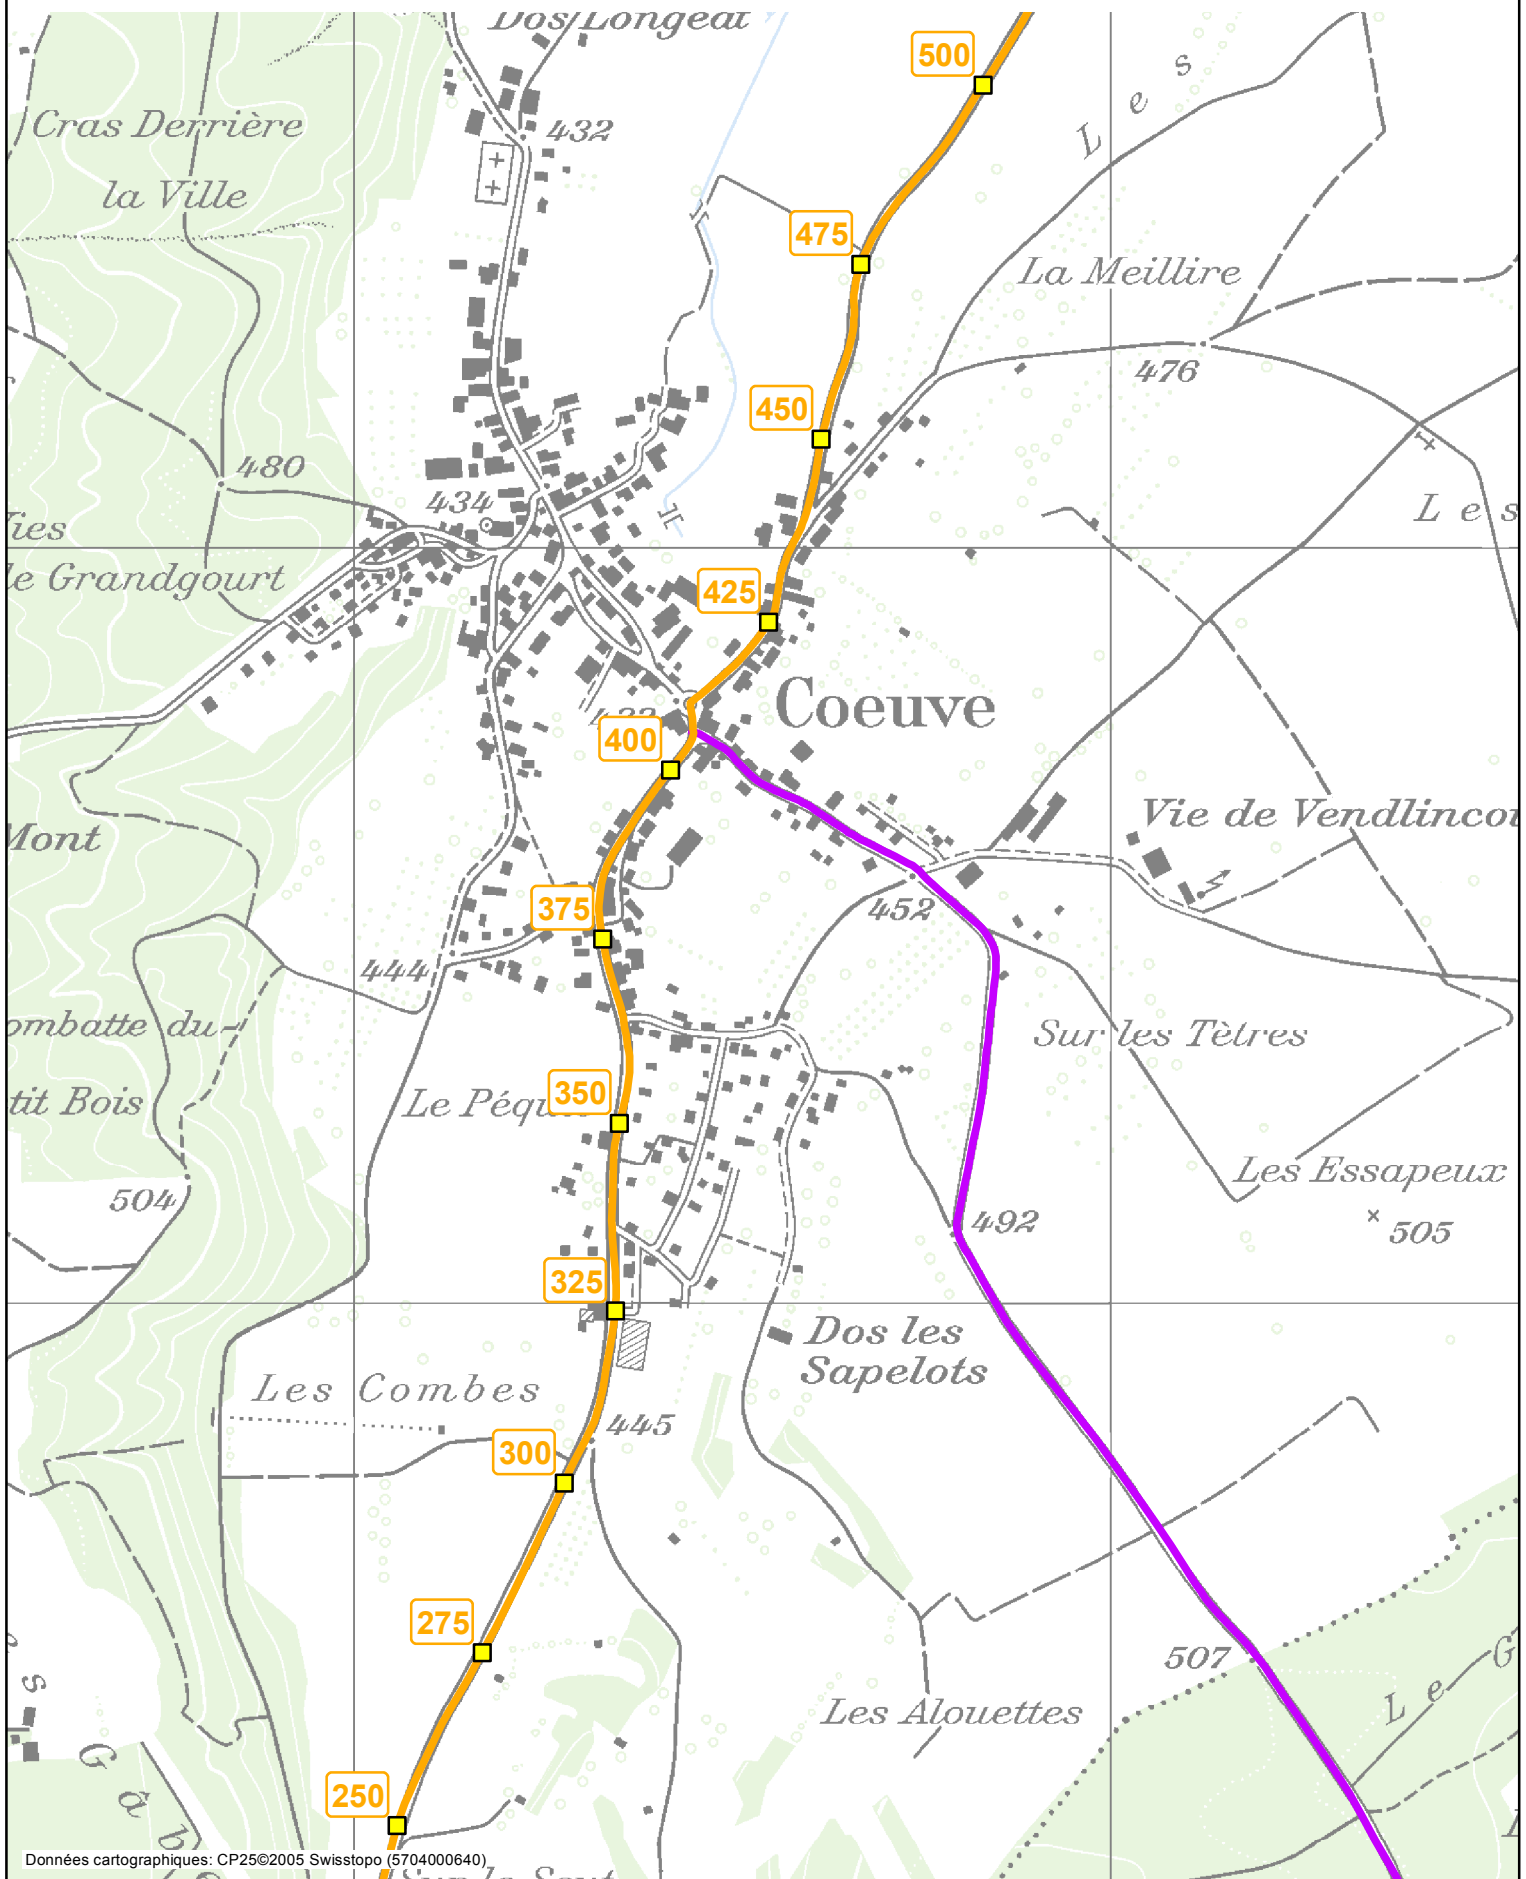 Dos Longeat
500
Les
Cras Derrière
432
la Ville
475
La Meillire
476
450
480
434
Les
le Grandgourt
425
Coeuve
400
Vie de Vendlincou
Mont
375
452
444
Sur les Tètres
ombatte du
tit Bois
350
Le Péqu
504
Les Essapeux
492
505
325
Dos les
Sapelots
Les Combes
445
300
275
507
Les Alouettes
Le G
250
Données cartographiques: CP25©2005 Swisstopo (5704000640)